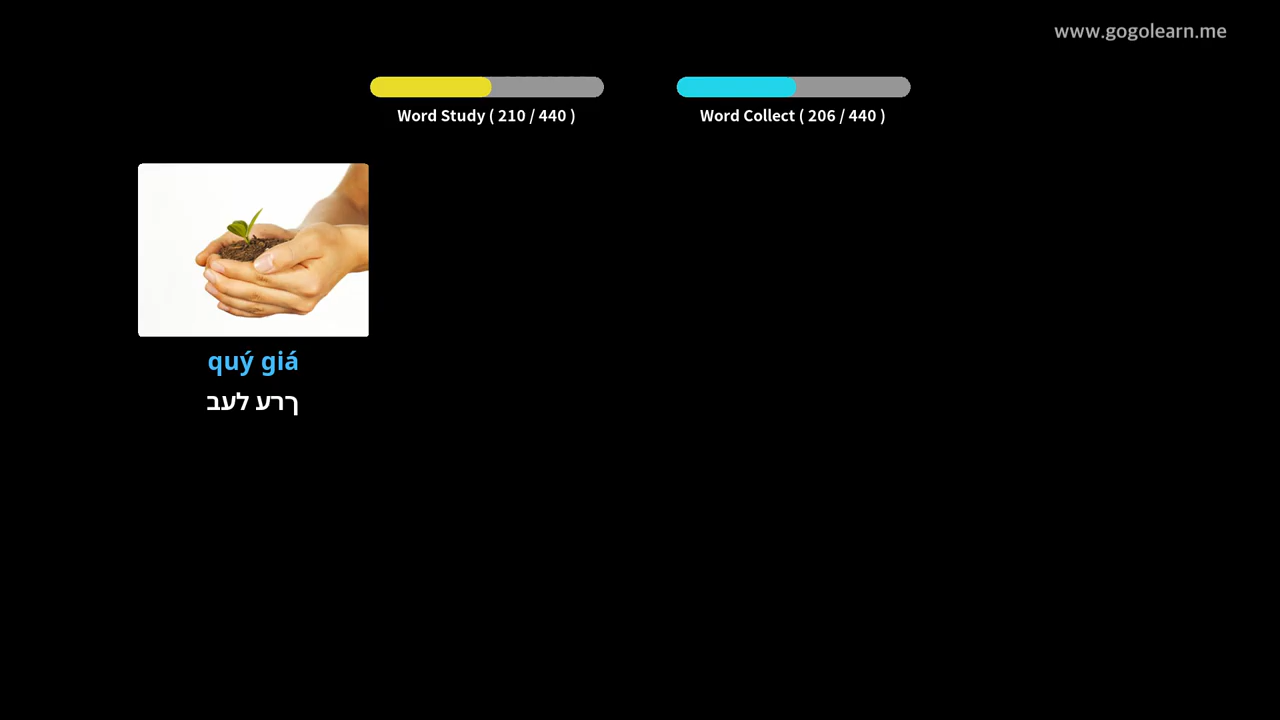 www.gogolearn.me
Word Study ( 210 / 440 )
Word Collect ( 206 / 440 )
quý giá
ךרע לעב